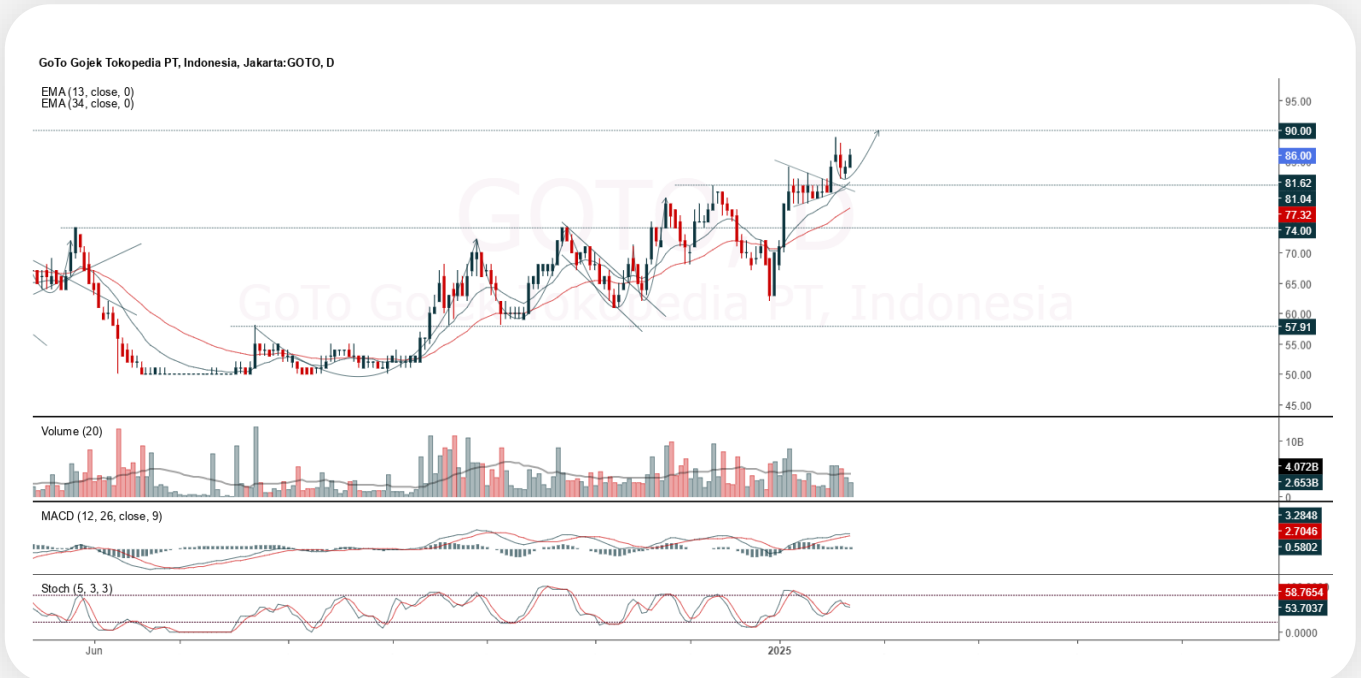 GoTo Gojek Tokopedia PT, Indonesia, Jakarta:GOTO, D
EMA (13, close, 0)
EMA (34, close, 0)
95.00
90.00
86.00
85.00
81.62
81.04
77.32
74.00
70.00
65.00
60.00
57.91
55.00
50.00
45.00
GOTO, D
GoTo Gojek Tokopedia PT, Indonesia
Volume (20)
10B
4.072B
2.653B
0
MACD (12, 26, close, 9)
3.2848
2.7046
0.5802
Stoch (5, 3, 3)
58.7654
53.7037
0.0000
Jun
2025